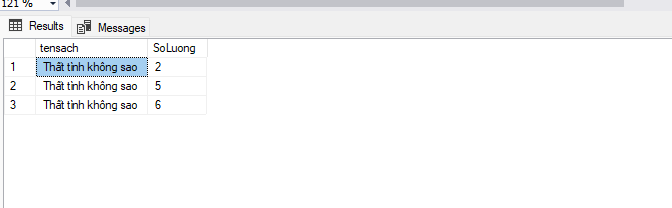 121 %
Results Messages
tensach SoLuong
1 Thất tình không sao 2
2 Thất tình không sao 5
3 Thất tình không sao 6